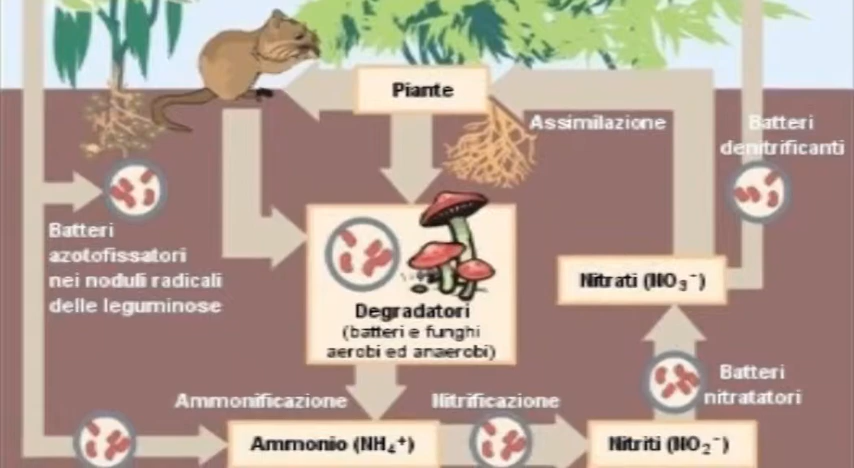 Piante
Assimilazione
Batteri
denitrificanti
Batteri
azotofissatori
nei noduli radicali
delle leguminose
Degradatori
(batteri e funghi
aerobi ed anaerobi)
Nitrati (NO₃⁻)
Batteri
nitratatori
Ammonificazione
Nitrificazione
Ammonio (NH₄⁺)
Nitriti (NO₂⁻)